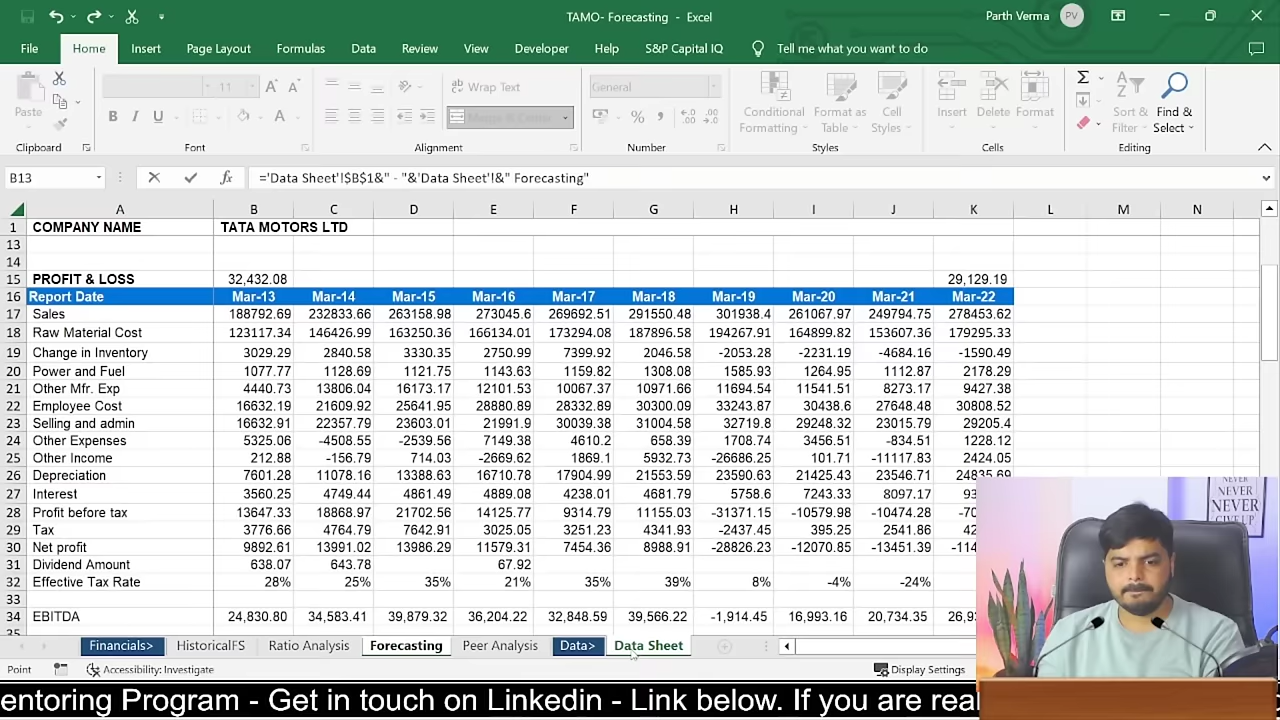 TAMO- Forecasting - Excel
Parth Verma PV
File Home Insert Page Layout Formulas Data Review View Developer Help S&P Capital IQ Tell me what you want to do
Paste
11
B I U A
Wrap Text
Merge & Center
General
Conditional Formatting
Format as Table
Cell Styles
Insert Delete Format
Sort & Filter
Find & Select
Clipboard Font Alignment Number Styles Cells Editing
B13 fx ='Data Sheet'!$B$1&" - "&'Data Sheet'!&" Forecasting"
A B C D E F G H I J K L M N
1 COMPANY NAME TATA MOTORS LTD
13
14
15 PROFIT & LOSS 32,432.08 29,129.19
16 Report Date Mar-13 Mar-14 Mar-15 Mar-16 Mar-17 Mar-18 Mar-19 Mar-20 Mar-21 Mar-22
17 Sales 188792.69 232833.66 263158.98 273045.6 269692.51 291550.48 301938.4 261067.97 249794.75 278453.62
18 Raw Material Cost 123117.34 146426.99 163250.36 166134.01 173294.08 187896.58 194267.91 164899.82 153607.36 179295.33
19 Change in Inventory 3029.29 2840.58 3330.35 2750.99 7399.92 2046.58 -2053.28 -2231.19 -4684.16 -1590.49
20 Power and Fuel 1077.77 1128.69 1121.75 1143.63 1159.82 1308.08 1585.93 1264.95 1112.87 2178.29
21 Other Mfr. Exp 4440.73 13806.04 16173.17 12101.53 10067.37 10971.66 11694.54 11541.51 8273.17 9427.38
22 Employee Cost 16632.19 21609.92 25641.95 28880.89 28332.89 30300.09 33243.87 30438.6 27648.48 30808.52
23 Selling and admin 16632.91 22357.79 23603.01 21991.9 30039.38 31004.58 32719.8 29248.32 23015.79 29205.4
24 Other Expenses 5325.06 -4508.55 -2539.56 7149.38 4610.2 658.39 1708.74 3456.51 -834.51 1228.12
25 Other Income 212.88 -156.79 714.03 -2669.62 1869.1 5932.73 -26686.25 101.71 -11117.83 2424.05
26 Depreciation 7601.28 11078.16 13388.63 16710.78 17904.99 21553.59 23590.63 21425.43 23546.71 24835.69
27 Interest 3560.25 4749.44 4861.49 4889.08 4238.01 4681.79 5758.6 7243.33 8097.17 93
28 Profit before tax 13647.33 18868.97 21702.56 14125.77 9314.79 11155.03 -31371.15 -10579.98 -10474.28 -70
29 Tax 3776.66 4764.79 7642.91 3025.05 3251.23 4341.93 -2437.45 395.25 2541.86 42
30 Net profit 9892.61 13991.02 13986.29 11579.31 7454.36 8988.91 -28826.23 -12070.85 -13451.39 -114
31 Dividend Amount 638.07 643.78 67.92
32 Effective Tax Rate 28% 25% 35% 21% 35% 39% 8% -4% -24%
33
34 EBITDA 24,830.80 34,583.41 39,879.32 36,204.22 32,848.59 39,566.22 -1,914.45 16,993.16 20,734.35 26,9
35
NEVER
NEVER
NEVER
GIVE UP
Financials> HistoricalFS Ratio Analysis Forecasting Peer Analysis Data> Data Sheet
Point Accessibility: Investigate Display Settings
entoring Program - Get in touch on Linkedin - Link below. If you are rea